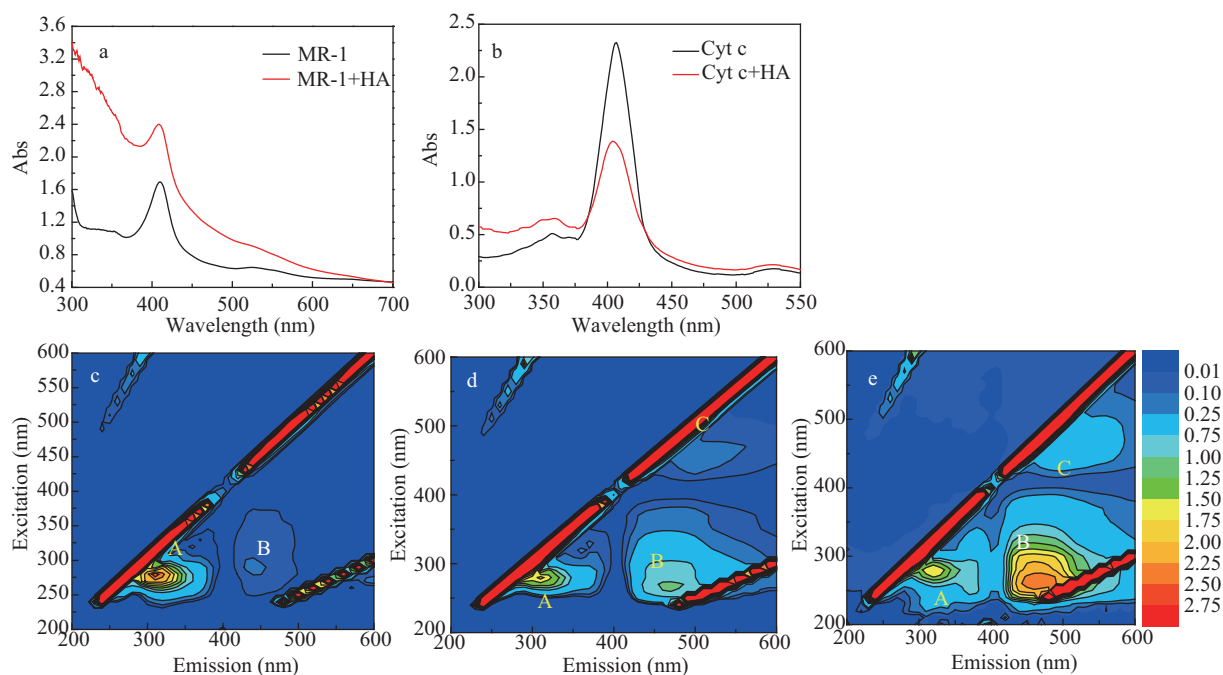 a
MR-1
MR-1+HA
3.6
3.2
2.8
2.4
2.0
1.6
1.2
0.8
0.4
Abs
300 400 500 600 700
Wavelength (nm)
b
Cyt c
Cyt c+HA
2.5
2.0
1.5
1.0
0.5
0.0
Abs
300 350 400 450 500 550
Wavelength (nm)
c
600
550
500
450
400
350
300
250
200
Excitation (nm)
A
B
200 300 400 500 600
Emission (nm)
d
600
500
400
300
200
Excitation (nm)
C
B
A
200 300 400 500 600
Emission (nm)
e
600
500
400
300
200
Excitation (nm)
C
B
A
200 300 400 500 600
Emission (nm)
0.01
0.10
0.25
0.75
1.00
1.25
1.75
2.00
2.25
2.50
2.75